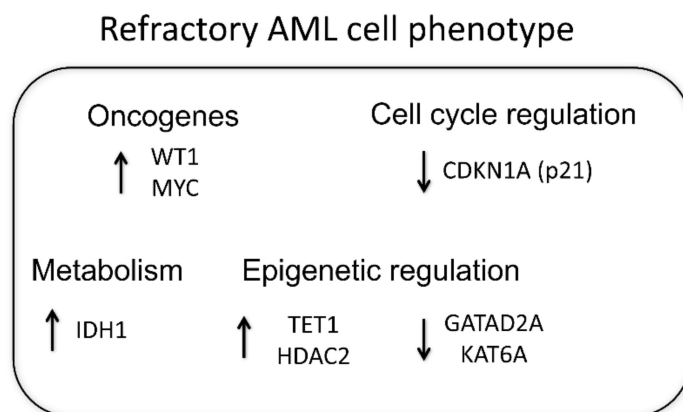 Refractory AML cell phenotype
Oncogenes
WT1
MYC
Cell cycle regulation
CDKN1A (p21)
Metabolism
IDH1
Epigenetic regulation
TET1
HDAC2
GATAD2A
KAT6A